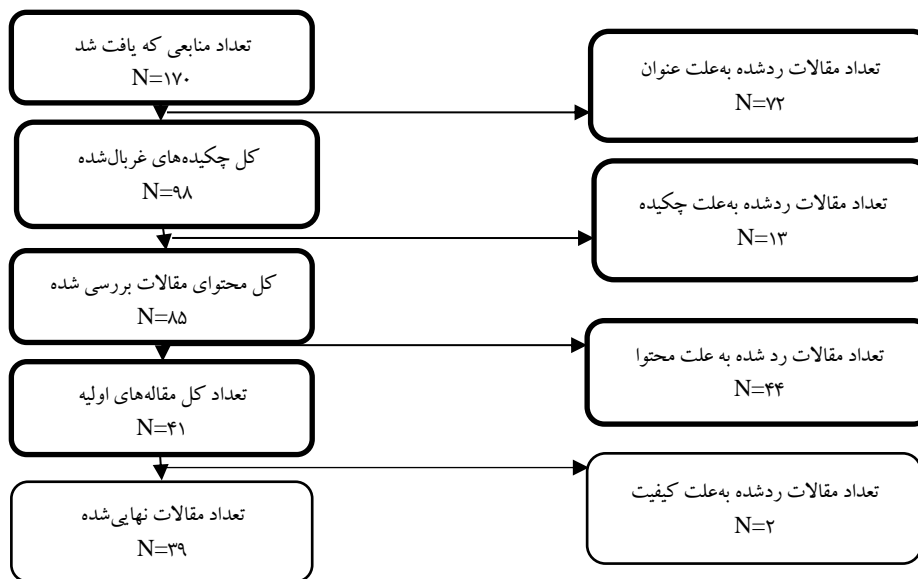 تعداد منابعی که یافت شد
N=۱۷۰
تعداد مقالات ردشده به‌علت عنوان
N=۷۲
کل چکیده‌های غربال‌شده
N=۹۸
تعداد مقالات ردشده به‌علت چکیده
N=۱۳
کل محتوای مقالات بررسی شده
N=۸۵
تعداد مقالات رد شده به علت محتوا
N=۴۴
تعداد کل مقاله‌های اولیه
N=۴۱
تعداد مقالات ردشده به‌علت کیفیت
N=۲
تعداد مقالات نهایی‌شده
N=۳۹